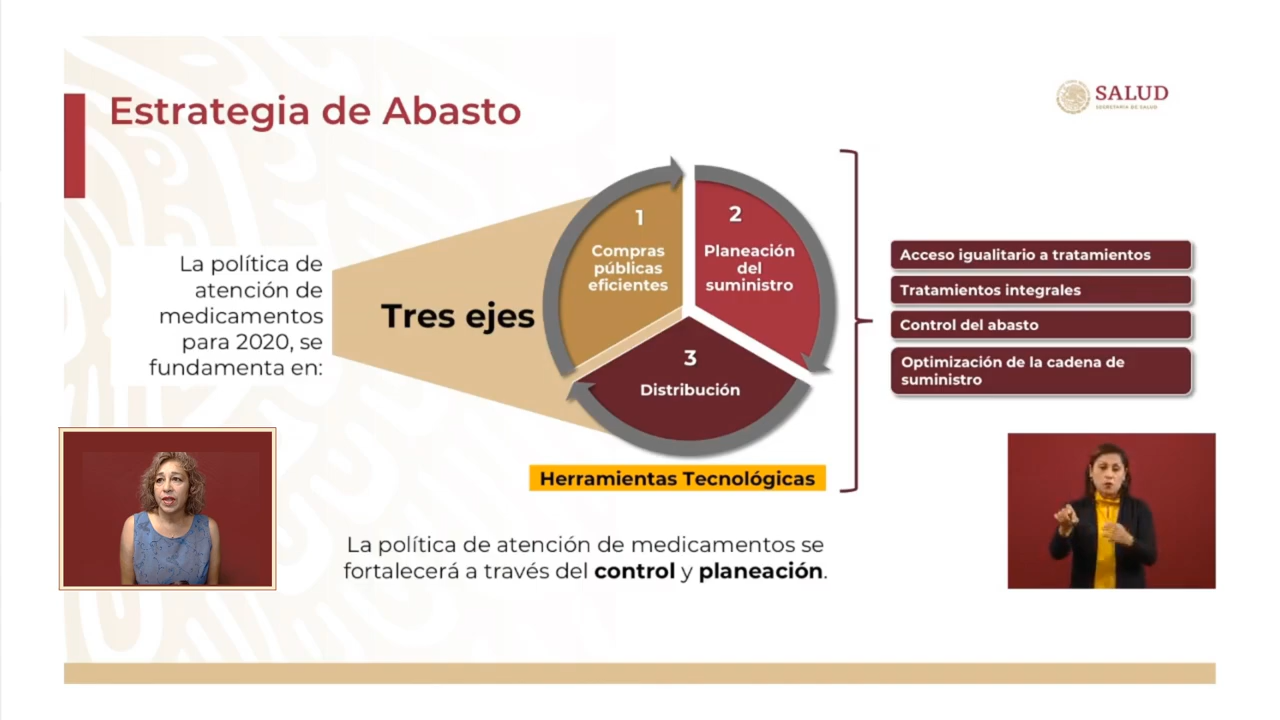 Estrategia de Abasto
SALUD
SECRETARÍA DE SALUD
La política de
atención de
medicamentos
para 2020, se
fundamenta en:
Tres ejes
1
Compras
públicas
eficientes
2
Planeación
del
suministro
3
Distribución
Herramientas Tecnológicas
Acceso igualitario a tratamientos
Tratamientos integrales
Control del abasto
Optimización de la cadena de
suministro
La política de atención de medicamentos se
fortalecerá a través del control y planeación.